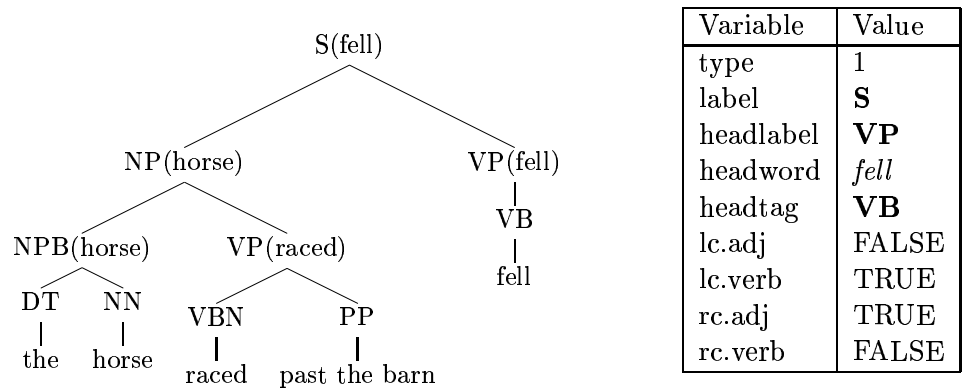 S(fell)
NP(horse) VP(fell)
VB
NPB(horse) VP(raced)
fell
DT NN VBN PP
the horse
raced past the barn
Variable Value
type 1
label S
headlabel VP
headword fell
headtag VB
lc.adj FALSE
lc.verb TRUE
rc.adj TRUE
rc.verb FALSE